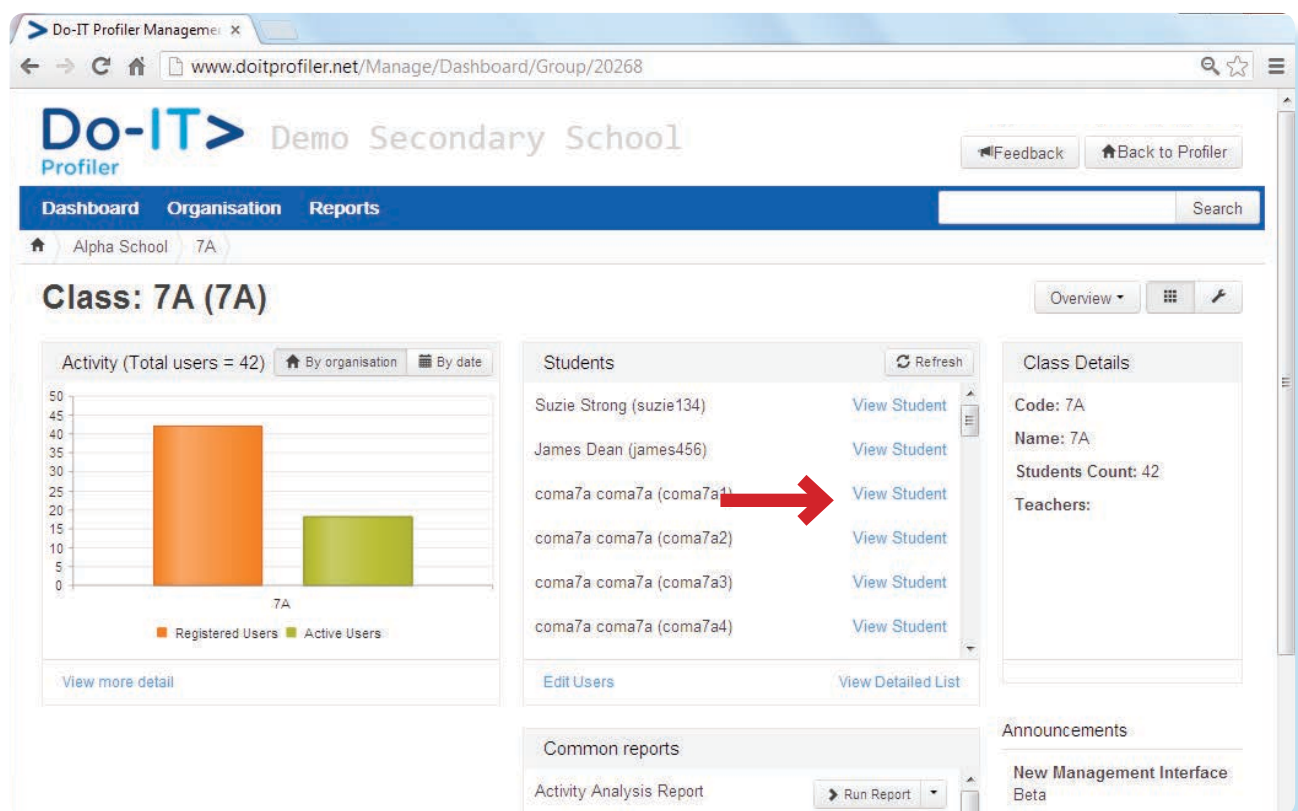 Do-IT Profiler Managemer ×
www.doitprofiler.net/Manage/Dashboard/Group/20268
Do-IT>
Profiler
Demo Secondary School
Feedback
Back to Profiler
Dashboard Organisation Reports
Search
Alpha School 7A
Class: 7A (7A)
Overview
Activity (Total users = 42) By organisation By date
50
45
40
35
30
25
20
15
10
5
0
7A
Registered Users Active Users
View more detail
Students Refresh
Suzie Strong (suzie134) View Student
James Dean (james456) View Student
coma7a coma7a (coma7a1) View Student
coma7a coma7a (coma7a2) View Student
coma7a coma7a (coma7a3) View Student
coma7a coma7a (coma7a4) View Student
Edit Users View Detailed List
Class Details
Code: 7A
Name: 7A
Students Count: 42
Teachers:
Common reports
Activity Analysis Report Run Report
Announcements
New Management Interface
Beta